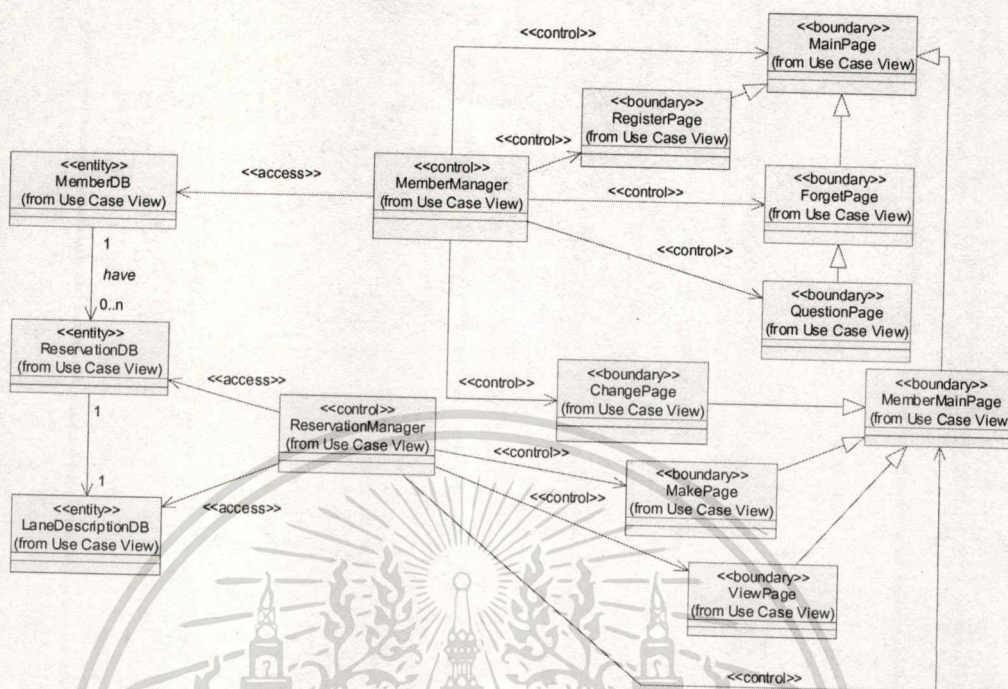 <<control>>
<<boundary>>
MainPage
(from Use Case View)
<<boundary>>
RegisterPage
(from Use Case View)
<<control>>
<<entity>>
MemberDB
(from Use Case View)
<<access>>
<<control>>
MemberManager
(from Use Case View)
<<control>>
<<boundary>>
ForgetPage
(from Use Case View)
1
have
0..n
<<control>>
<<boundary>>
QuestionPage
(from Use Case View)
<<entity>>
ReservationDB
(from Use Case View)
<<access>>
<<control>>
<<boundary>>
ChangePage
(from Use Case View)
<<boundary>>
MemberMainPage
(from Use Case View)
1
1
<<control>>
ReservationManager
(from Use Case View)
<<control>>
<<boundary>>
MakePage
(from Use Case View)
<<control>>
<<access>>
<<entity>>
LaneDescriptionDB
(from Use Case View)
<<boundary>>
ViewPage
(from Use Case View)
<<control>>